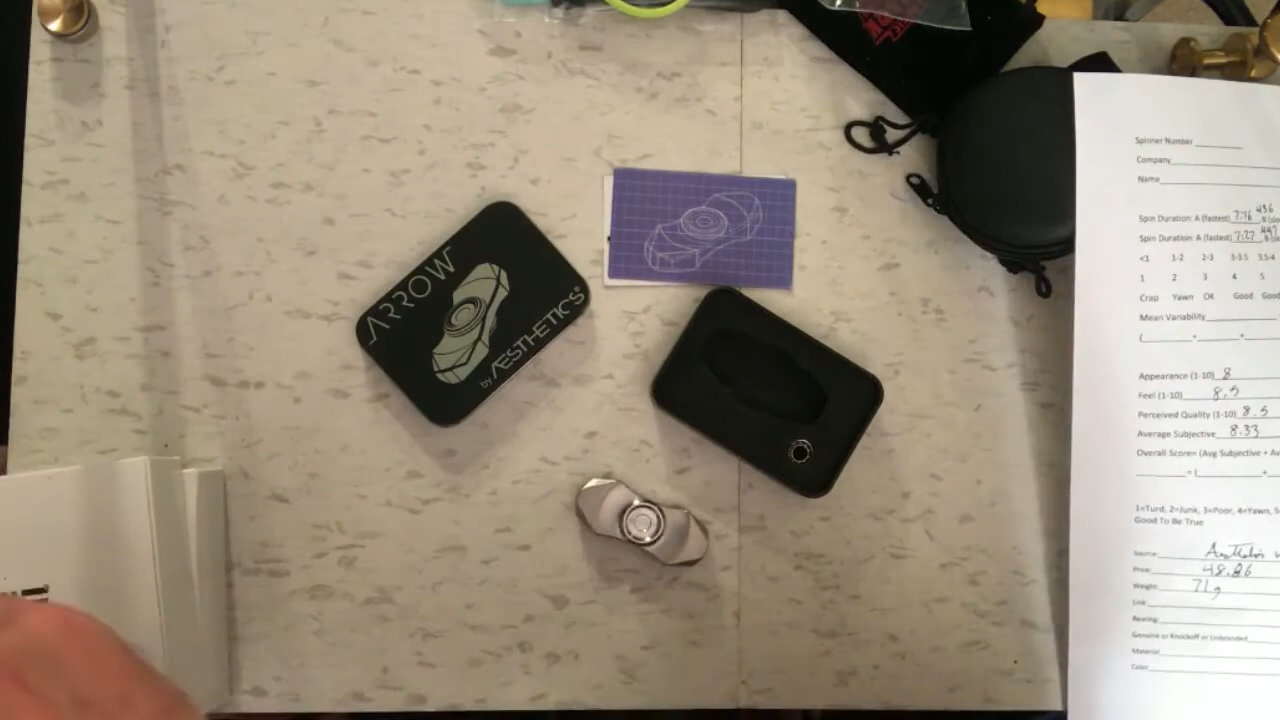 ARROW
by ÆSTHETICS®
Spinner Number
Company
Name
Spin Duration: A (fastest) 7:16 436
Spin Duration: A (fastest) 7:27 447
<1 1-2 2-3 3-3.5 3.5-4
1 2 3 4 5
Crap Yawn OK Good Good
Mean Variability
( + +
Appearance (1-10) 8
Feel (1-10) 8.5
Perceived Quality (1-10) 8.5
Average Subjective 8.33
Overall Score= (Avg Subjective + Av
= ( +
1=Turd, 2=Junk, 3=Poor, 4=Yawn, 5
Good To Be True
Source:
Price: 48.86
Weight: 71g
Link:
Bearing:
Genuine or Knockoff or Unbranded
Material:
Color: